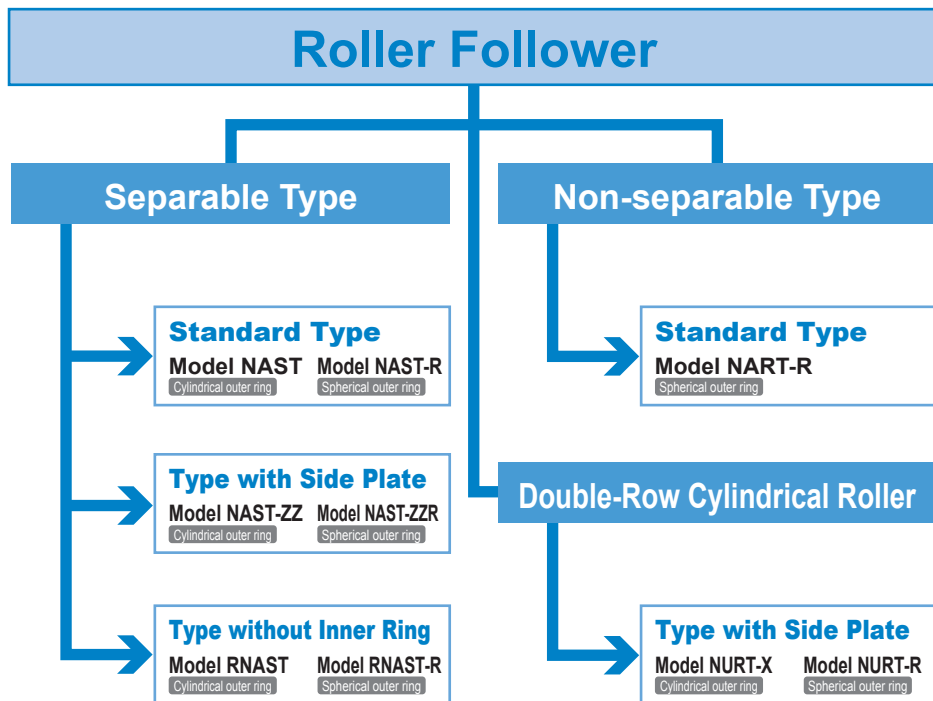 Roller Follower
Separable Type
Standard Type
Model NAST Model NAST-R
Cylindrical outer ring Spherical outer ring
Type with Side Plate
Model NAST-ZZ Model NAST-ZZR
Cylindrical outer ring Spherical outer ring
Type without Inner Ring
Model RNAST Model RNAST-R
Cylindrical outer ring Spherical outer ring
Non-separable Type
Standard Type
Model NART-R
Spherical outer ring
Double-Row Cylindrical Roller
Type with Side Plate
Model NURT-X Model NURT-R
Cylindrical outer ring Spherical outer ring